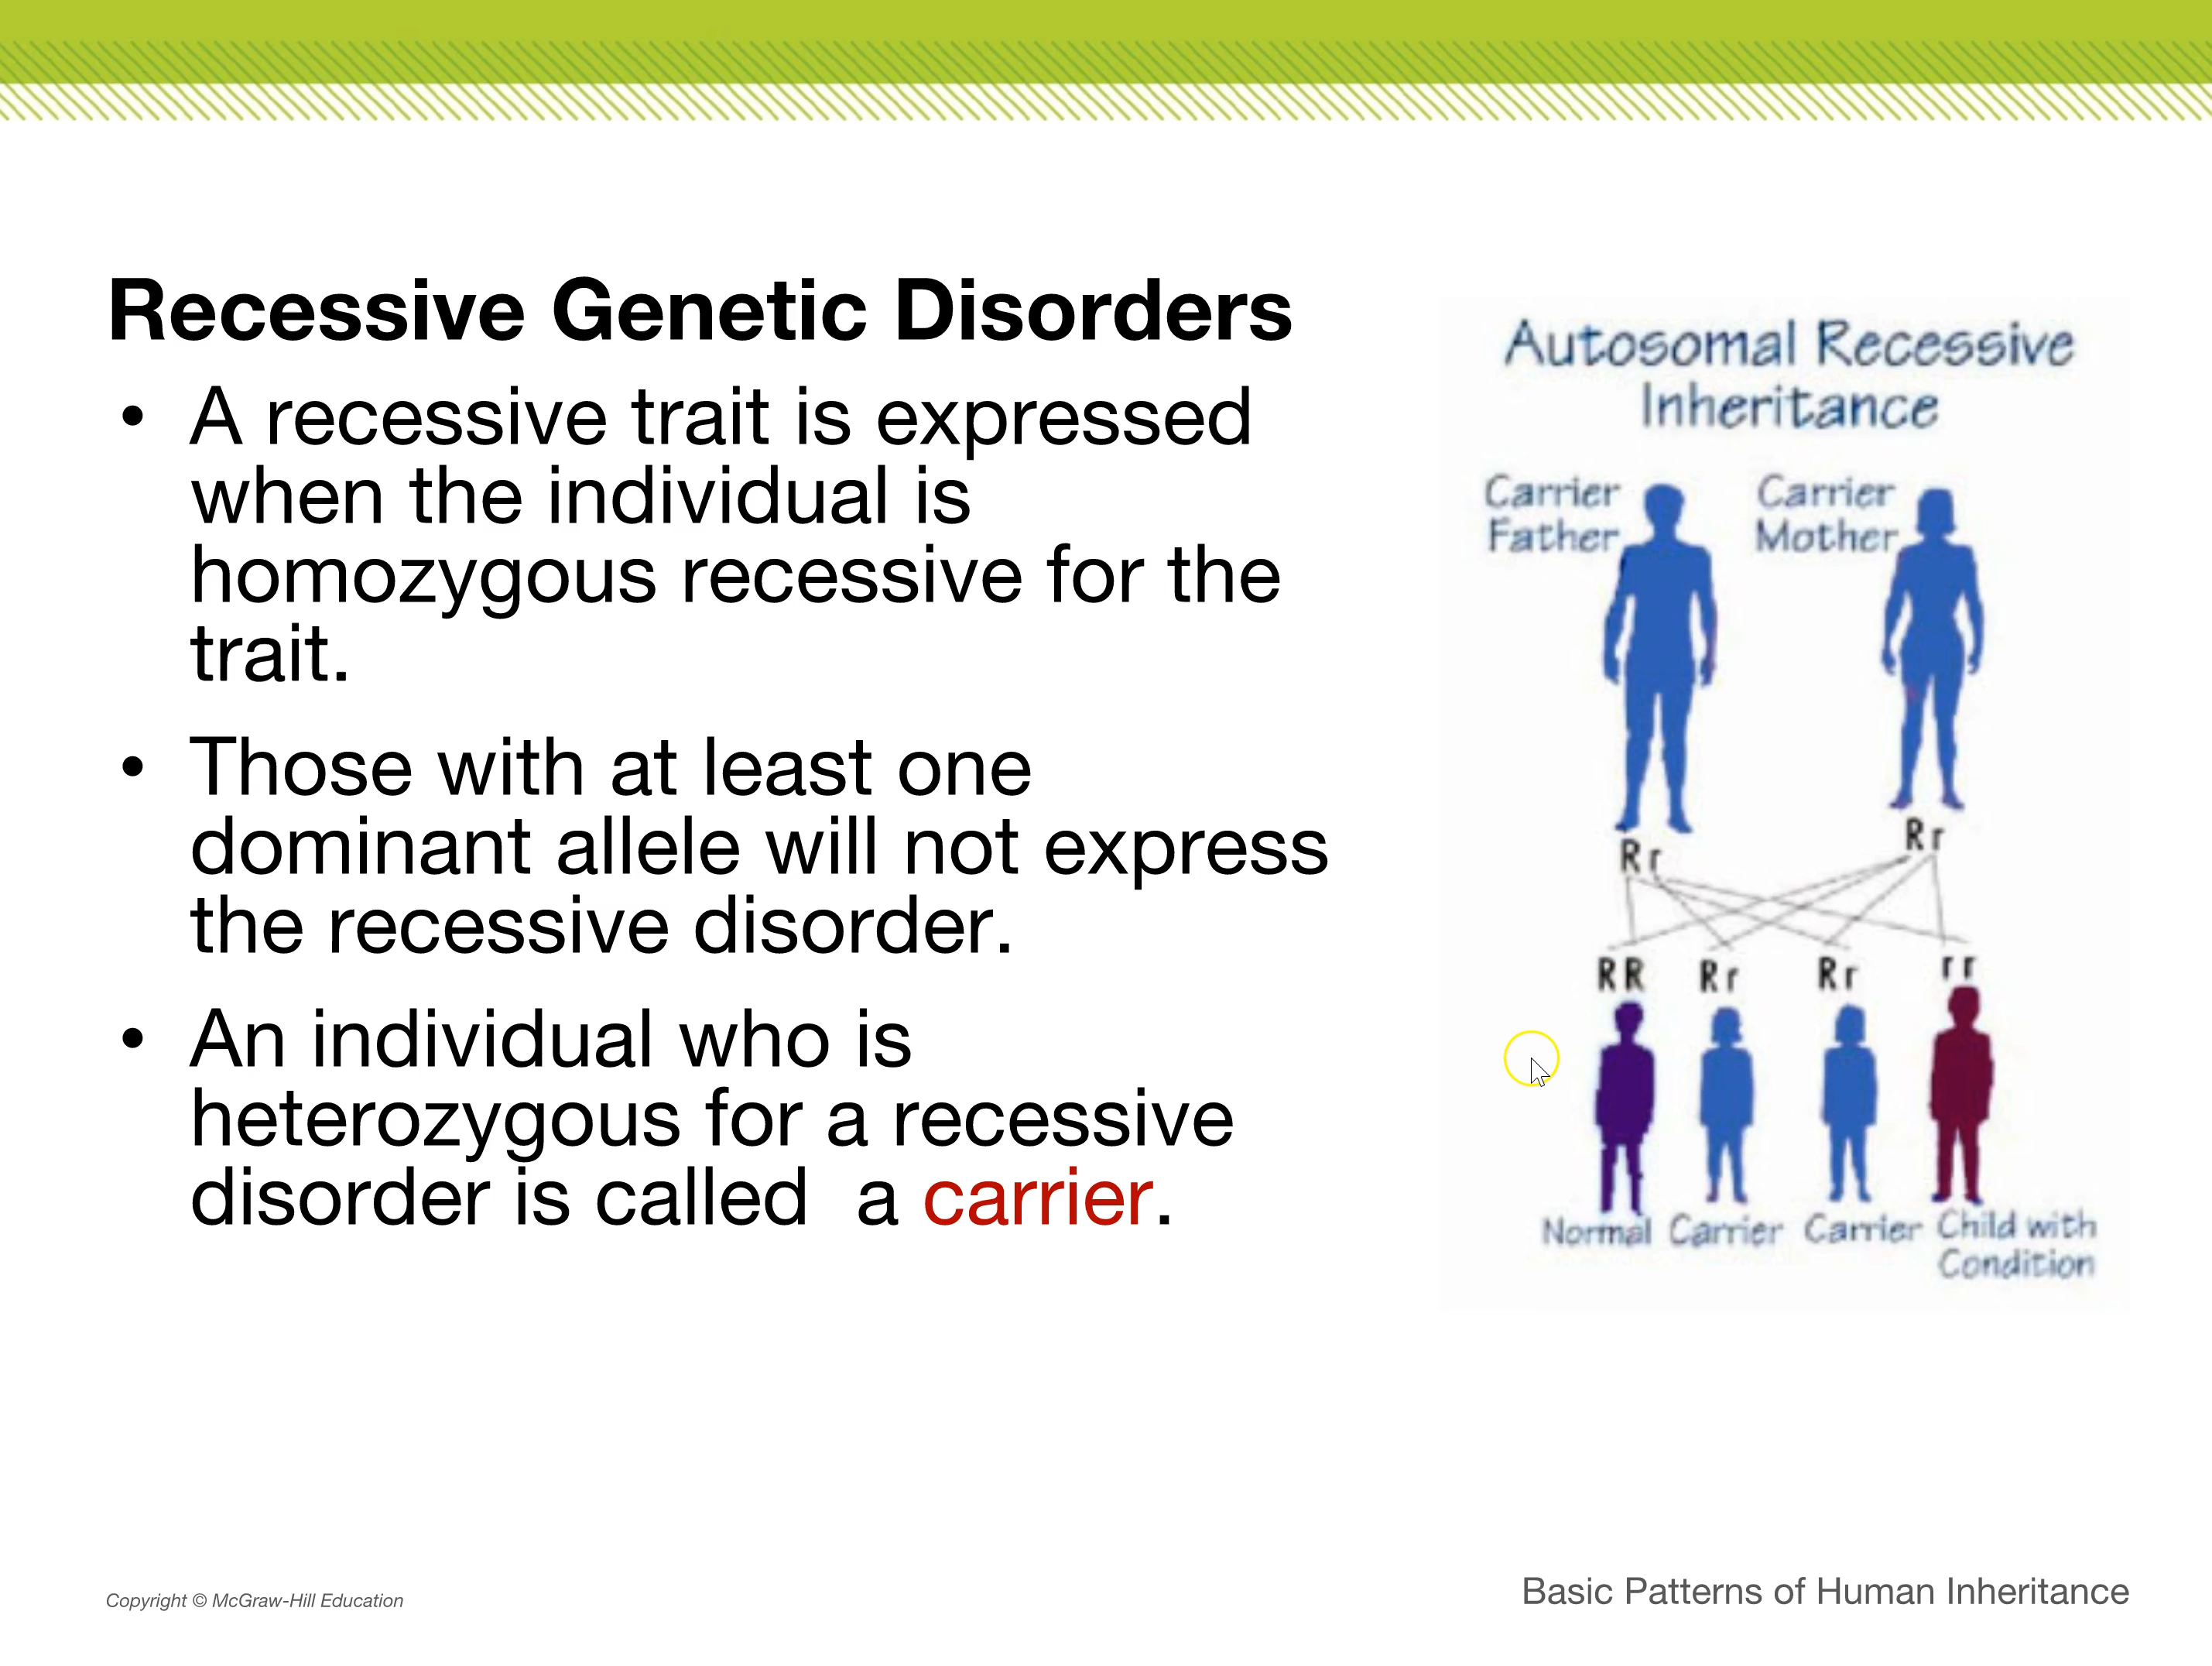 Recessive Genetic Disorders
• A recessive trait is expressed
when the individual is
homozygous recessive for the
trait.
• Those with at least one
dominant allele will not express
the recessive disorder.
• An individual who is
heterozygous for a recessive
disorder is called  a carrier.
Autosomal Recessive
Inheritance
Carrier
Father
Carrier
Mother
Rr
Rr
RR Rr Rr rr
Normal Carrier Carrier Child with
Condition
Copyright © McGraw-Hill Education
Basic Patterns of Human Inheritance